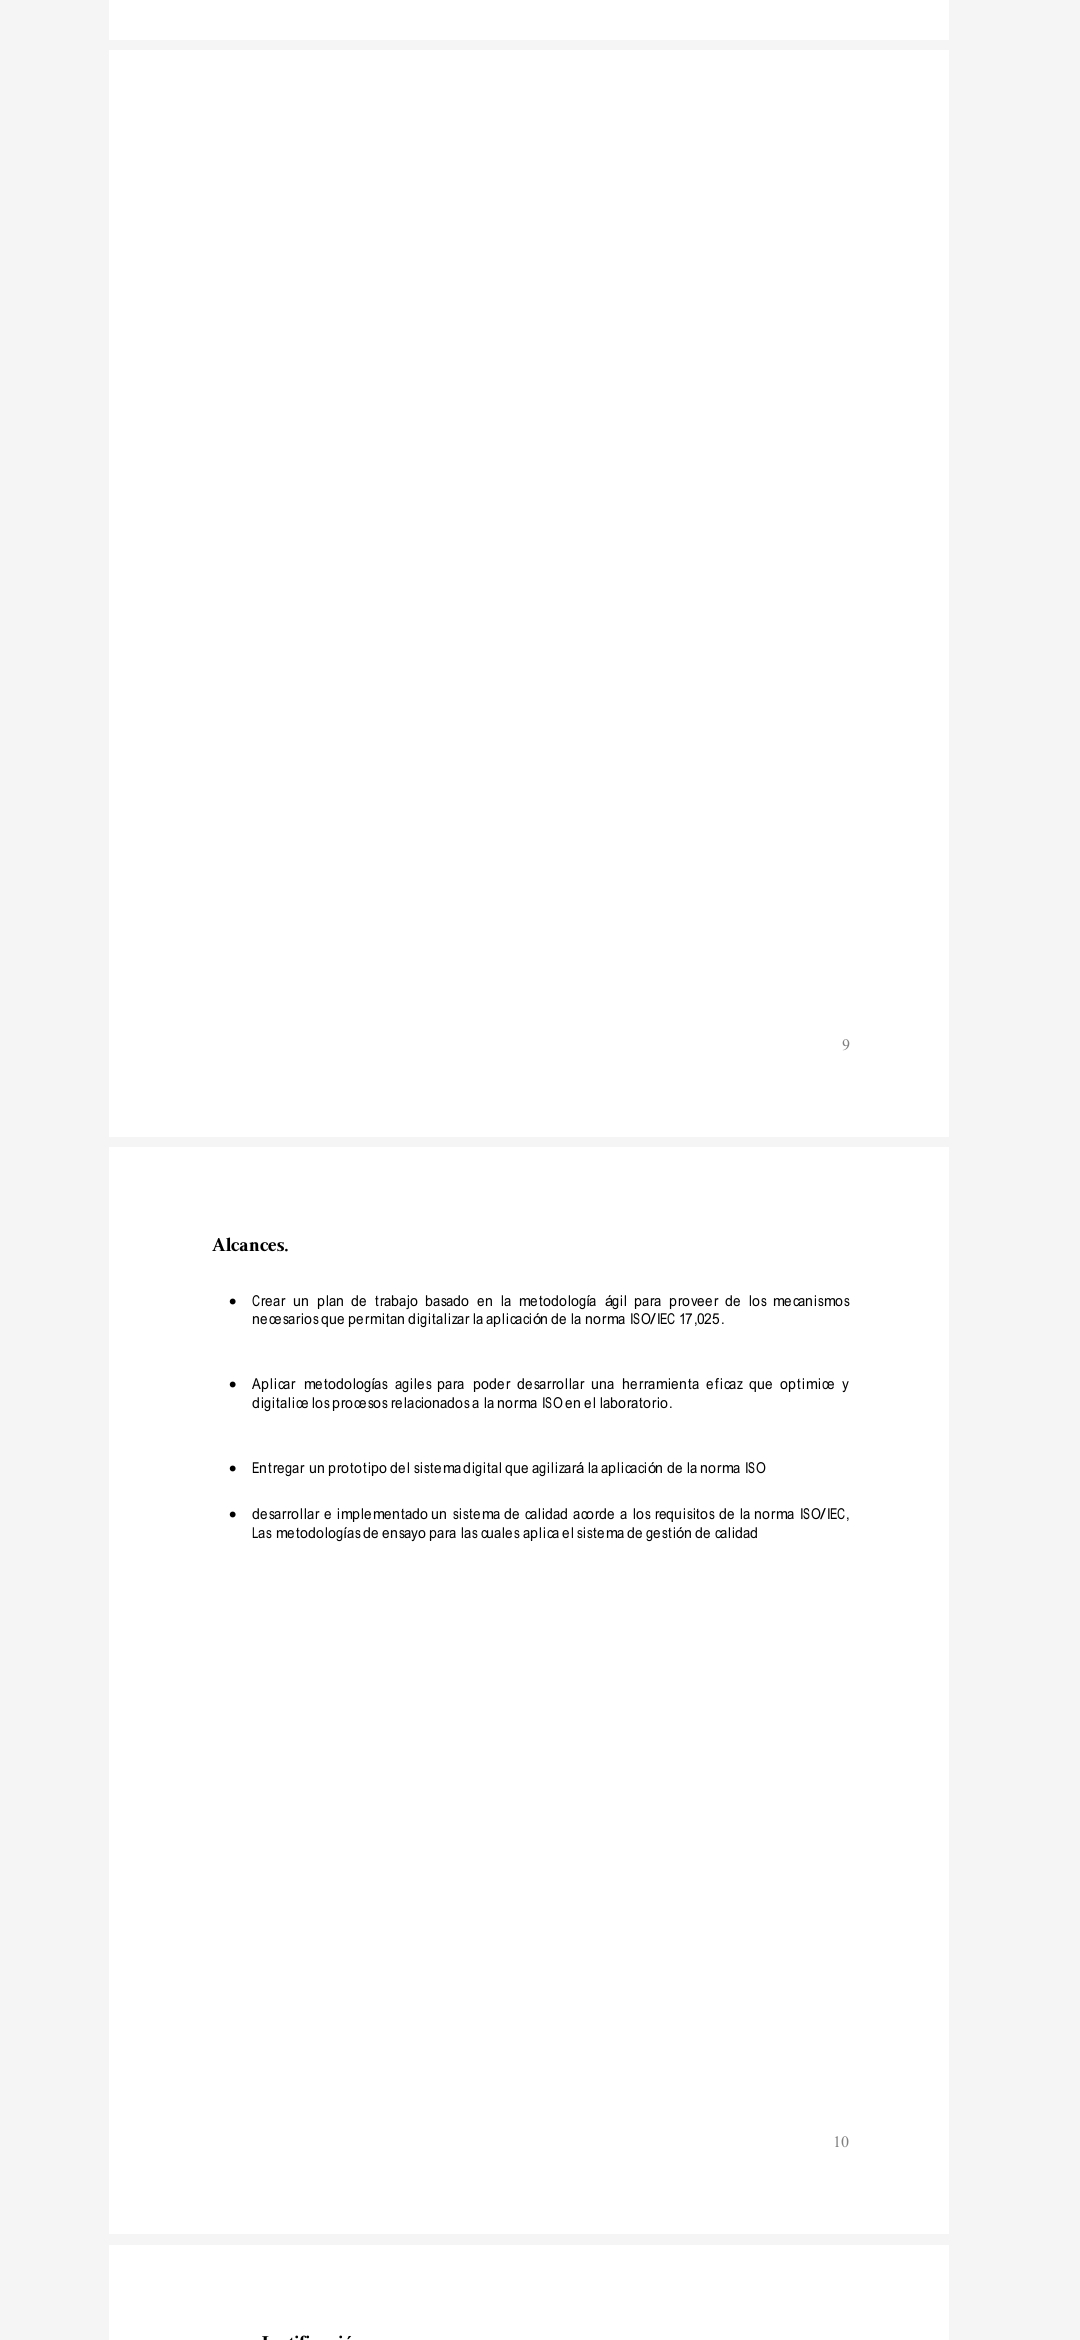 9
Alcances.
• Crear un plan de trabajo basado en la metodología ágil para proveer de los mecanismos
necesarios que permitan digitalizar la aplicación de la norma ISO/IEC 17,025.
• Aplicar metodologías agiles para poder desarrollar una herramienta eficaz que optimice y
digitalice los procesos relacionados a la norma ISO en el laboratorio.
• Entregar un prototipo del sistema digital que agilizará la aplicación de la norma ISO
• desarrollar e implementado un sistema de calidad acorde a los requisitos de la norma ISO/IEC,
Las metodologías de ensayo para las cuales aplica el sistema de gestión de calidad
10